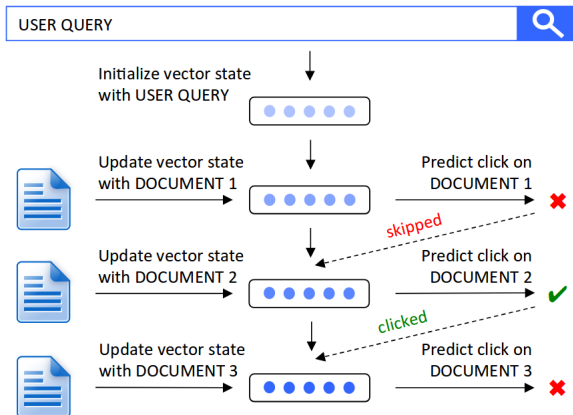 USER QUERY
Initialize vector state
with USER QUERY
Update vector state
with DOCUMENT 1
Predict click on
DOCUMENT 1
skipped
Update vector state
with DOCUMENT 2
Predict click on
DOCUMENT 2
clicked
Update vector state
with DOCUMENT 3
Predict click on
DOCUMENT 3